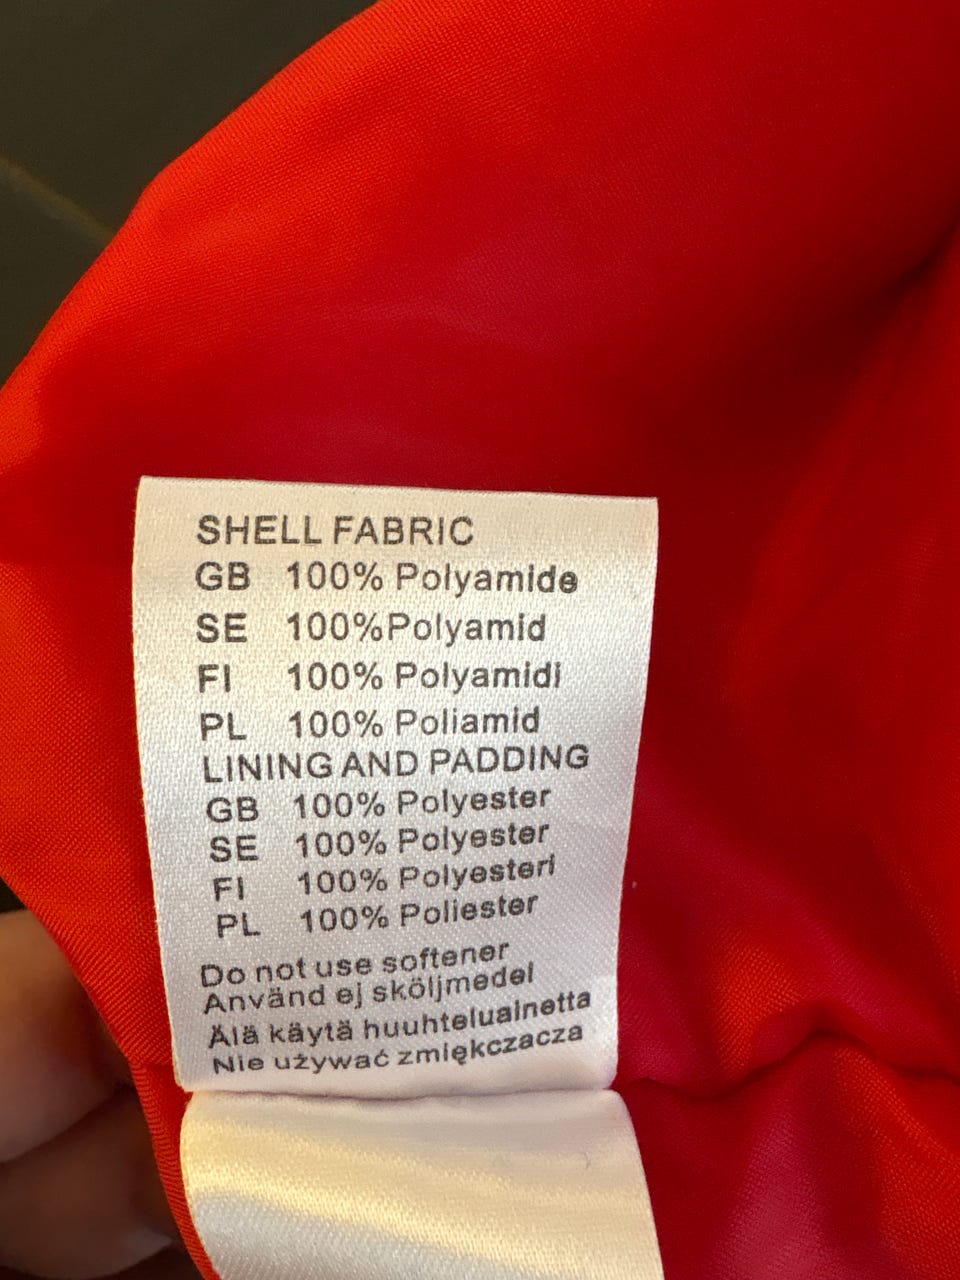 SHELL FABRIC
GB 100% Polyamide
SE 100%Polyamid
FI 100% Polyamidi
PL 100% Poliamid
LINING AND PADDING
GB 100% Polyester
SE 100% Polyester
FI 100% Polyesteri
PL 100% Poliester
Do not use softener
Använd ej sköljmedel
Älä käytä huuhteluainetta
Nie używać zmiękczacza